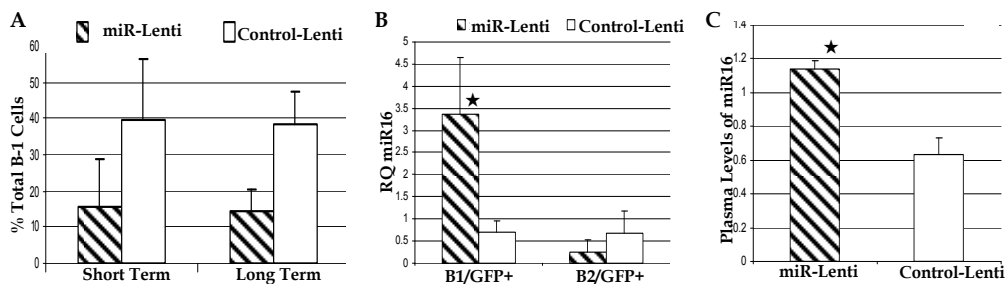 A
miR-Lenti
Control-Lenti
% Total B-1 Cells
60
50
40
30
20
10
0
Short Term
Long Term
B
miR-Lenti
Control-Lenti
RQ miR16
5
4.5
4
3.5
3
2.5
2
1.5
1
0.5
0
★
B1/GFP+
B2/GFP+
C
Plasma Levels of miR16
1.4
1.2
1
0.8
0.6
0.4
0.2
0
★
miR-Lenti
Control-Lenti